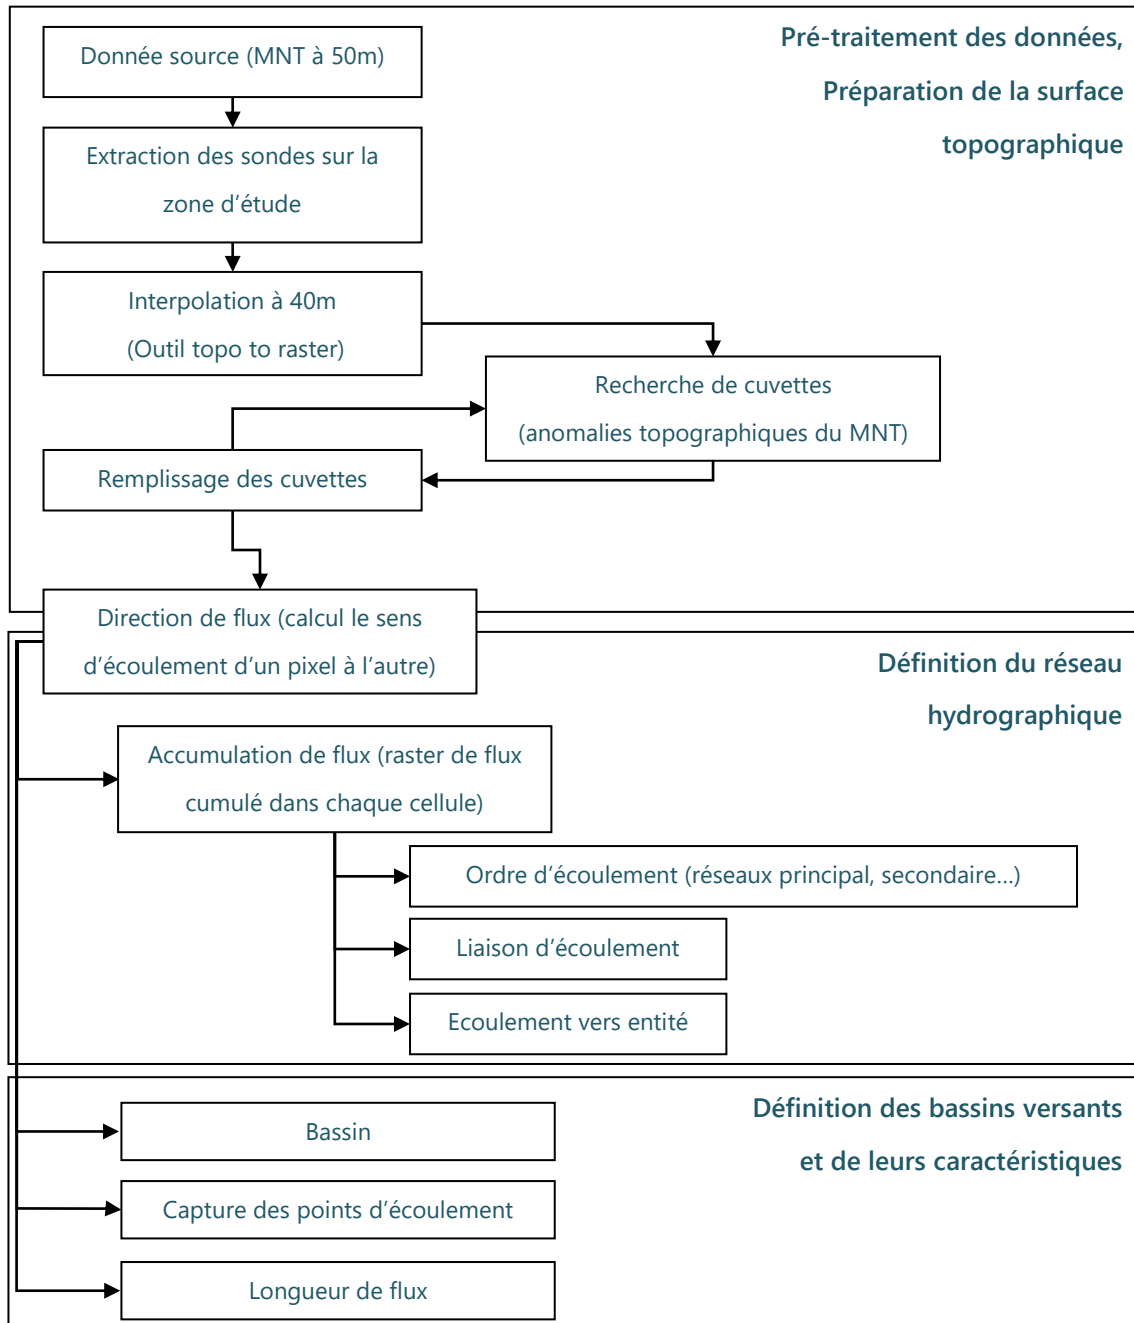 Pré-traitement des données,
Préparation de la surface
topographique
Donnée source (MNT à 50m)
Extraction des sondes sur la
zone d’étude
Interpolation à 40m
(Outil topo to raster)
Recherche de cuvettes
(anomalies topographiques du MNT)
Remplissage des cuvettes
Direction de flux (calcul le sens
d’écoulement d’un pixel à l’autre)
Définition du réseau
hydrographique
Accumulation de flux (raster de flux
cumulé dans chaque cellule)
Ordre d’écoulement (réseaux principal, secondaire…)
Liaison d’écoulement
Ecoulement vers entité
Définition des bassins versants
et de leurs caractéristiques
Bassin
Capture des points d’écoulement
Longueur de flux